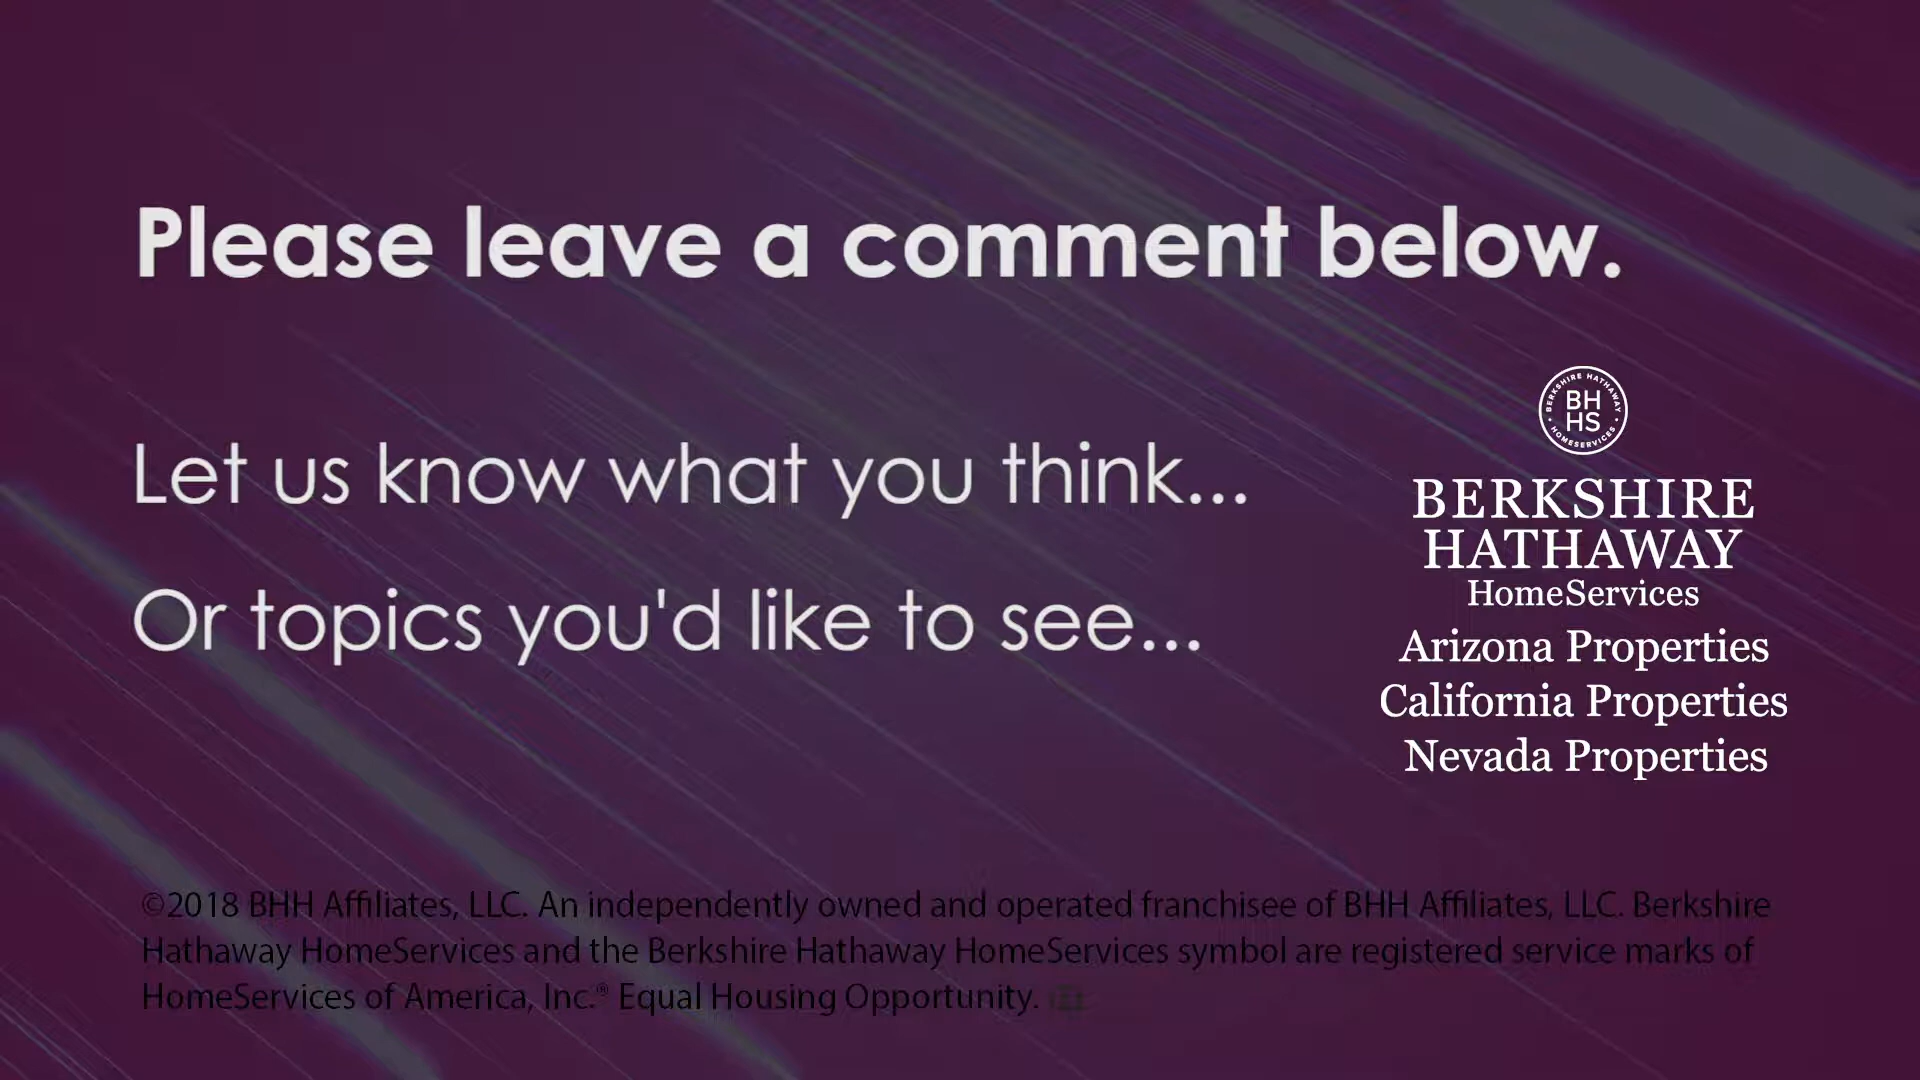 Please leave a comment below.
Let us know what you think...
Or topics you'd like to see...
BERKSHIRE HATHAWAY
BH
HS
HOMESERVICES
BERKSHIRE
HATHAWAY
HomeServices
Arizona Properties
California Properties
Nevada Properties
©2018 BHH Affiliates, LLC. An independently owned and operated franchisee of BHH Affiliates, LLC. Berkshire
Hathaway HomeServices and the Berkshire Hathaway HomeServices symbol are registered service marks of
HomeServices of America, Inc.® Equal Housing Opportunity.